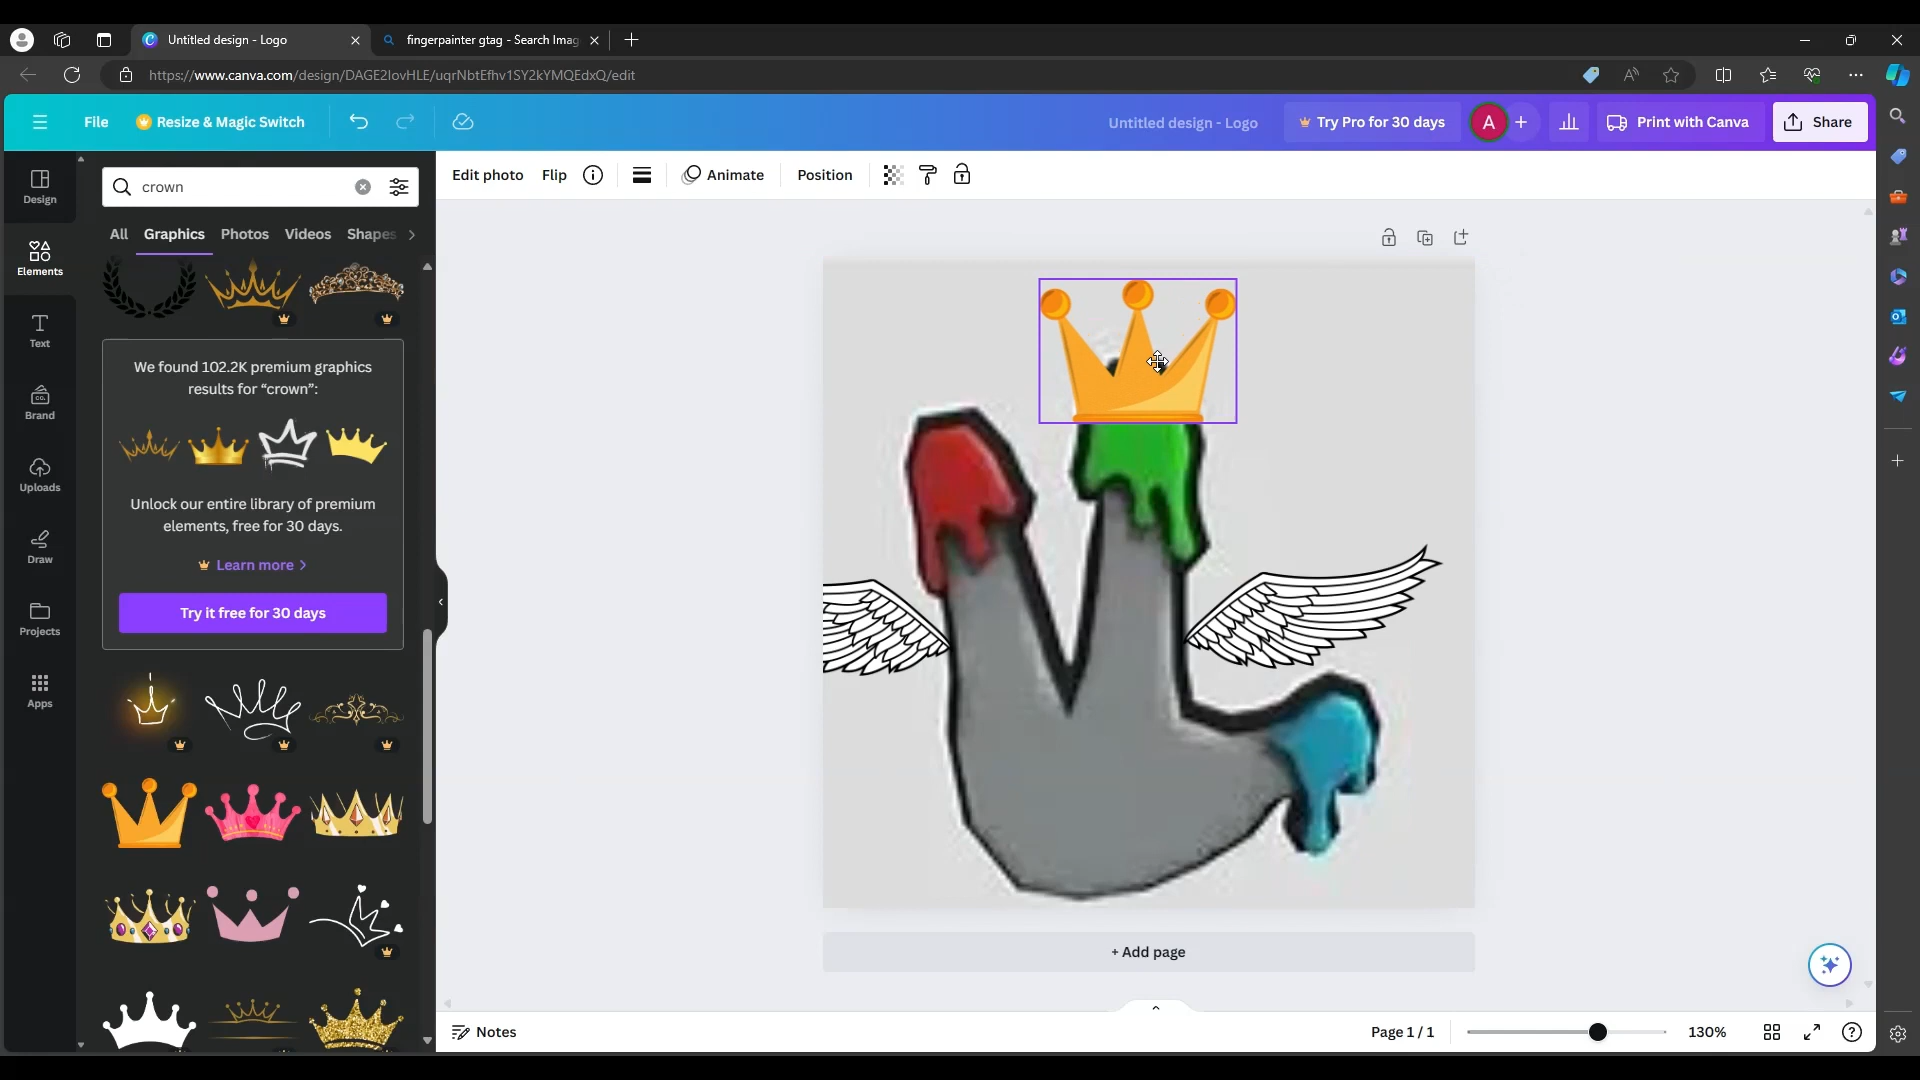 Untitled design - Logo
fingerpainter gtag - Search Imag
https://www.canva.com/design/DAGE2IovHLE/uqrNbtEfhv1SY2kYMQEdxQ/edit
File
Resize & Magic Switch
Untitled design - Logo
Try Pro for 30 days
A
Print with Canva
Share
Design
Elements
Text
Brand
Uploads
Draw
Projects
Apps
crown
All
Graphics
Photos
Videos
Shapes
We found 102.2K premium graphics
results for “crown”:
Unlock our entire library of premium
elements, free for 30 days.
Learn more
Try it free for 30 days
Edit photo
Flip
Animate
Position
+ Add page
Notes
Page 1 / 1
130%